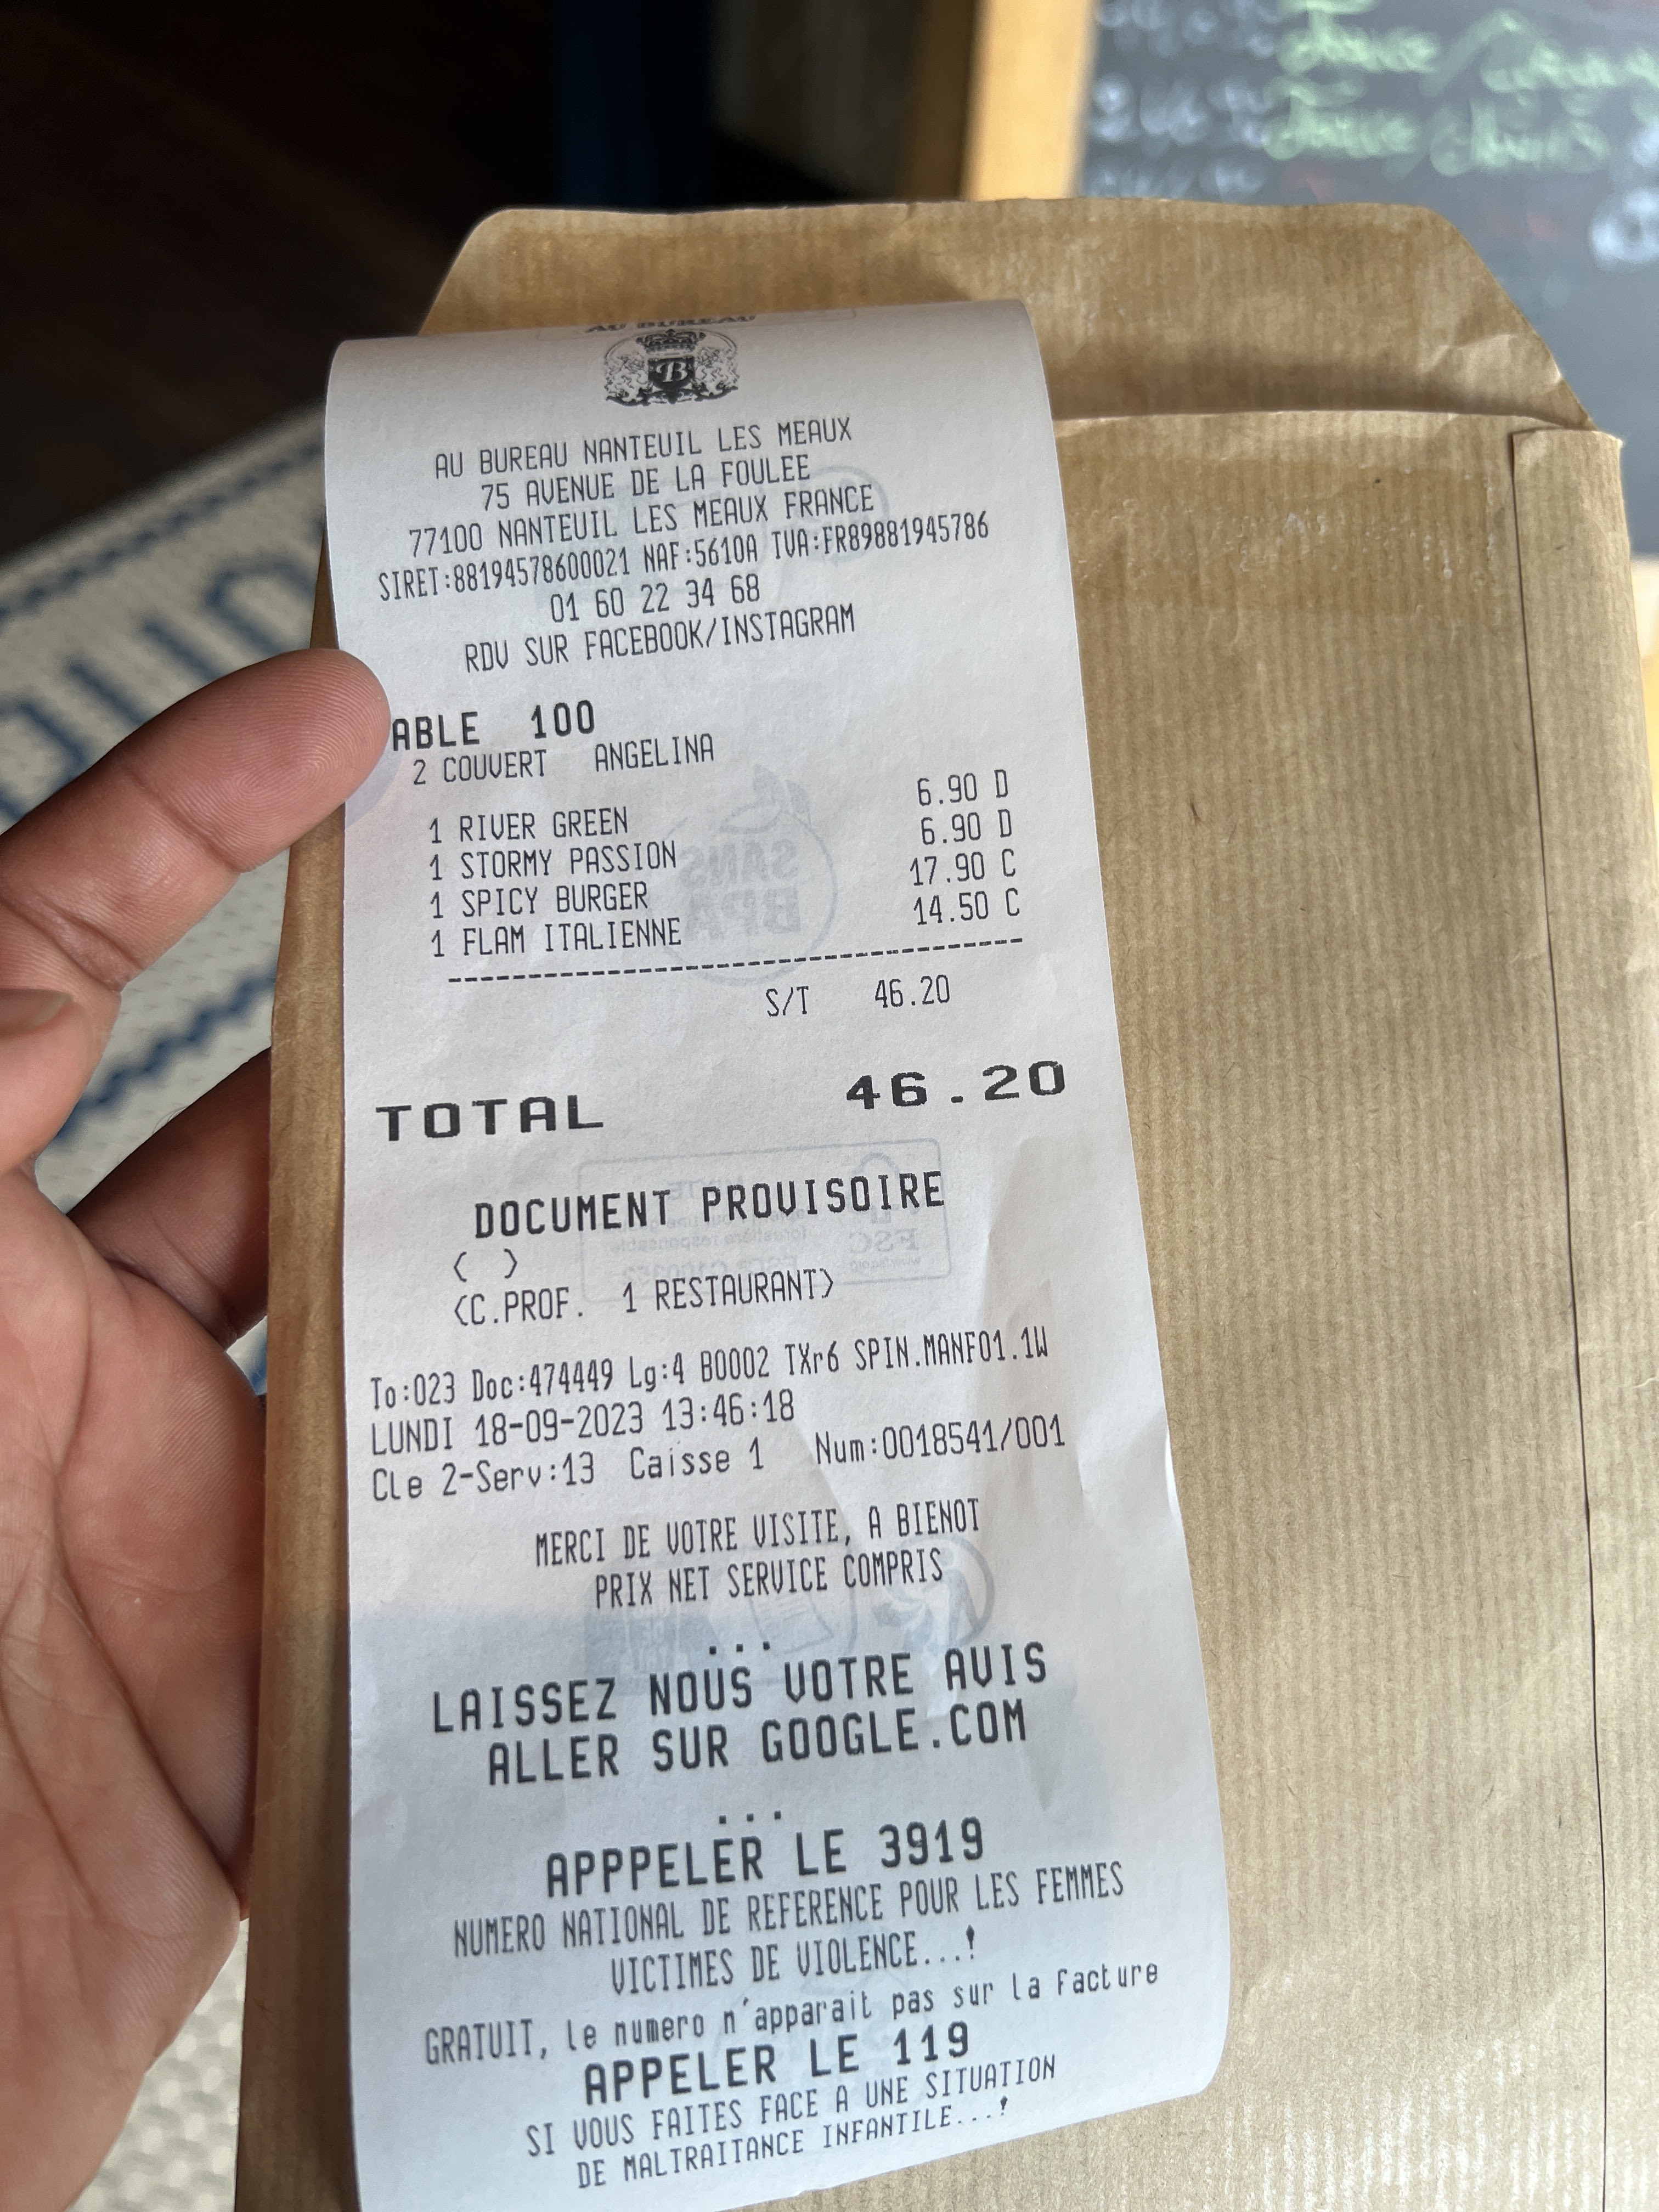 AU BUREAU
B
AU BUREAU NANTEUIL LES MEAUX
75 AVENUE DE LA FOULEE
77100 NANTEUIL LES MEAUX FRANCE
SIRET:88194578600021 NAF:5610A TVA:FR89881945786
01 60 22 34 68
RDV SUR FACEBOOK/INSTAGRAM
ABLE 100
2 COUVERT ANGELINA
1 RIVER GREEN 6.90 D
1 STORMY PASSION 6.90 D
1 SPICY BURGER 17.90 C
1 FLAM ITALIENNE 14.50 C
S/T 46.20
TOTAL 46.20
DOCUMENT PROVISOIRE
( )
(C.PROF. 1 RESTAURANT)
To:023 Doc:474449 Lg:4 B0002 TXr6 SPIN.MANF01.1W
LUNDI 18-09-2023 13:46:18
Cle 2-Serv:13 Caisse 1 Num:0018541/001
MERCI DE VOTRE VISITE, A BIENOT
PRIX NET SERVICE COMPRIS
...
LAISSEZ NOUS VOTRE AVIS
ALLER SUR GOOGLE.COM
...
APPPELER LE 3919
NUMERO NATIONAL DE REFERENCE POUR LES FEMMES
VICTIMES DE VIOLENCE...!
GRATUIT, le numero n'apparait pas sur la facture
APPELER LE 119
SI VOUS FAITES FACE A UNE SITUATION
DE MALTRAITANCE INFANTILE...!
SANS
BPA
FSC